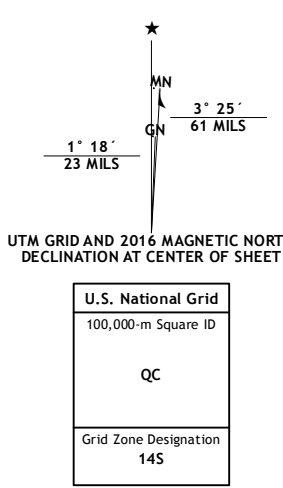 ★
MN
3° 25´
61 MILS
GN
1° 18´
23 MILS
UTM GRID AND 2016 MAGNETIC NORT
DECLINATION AT CENTER OF SHEET
U.S. National Grid
100,000-m Square ID
QC
Grid Zone Designation
14S